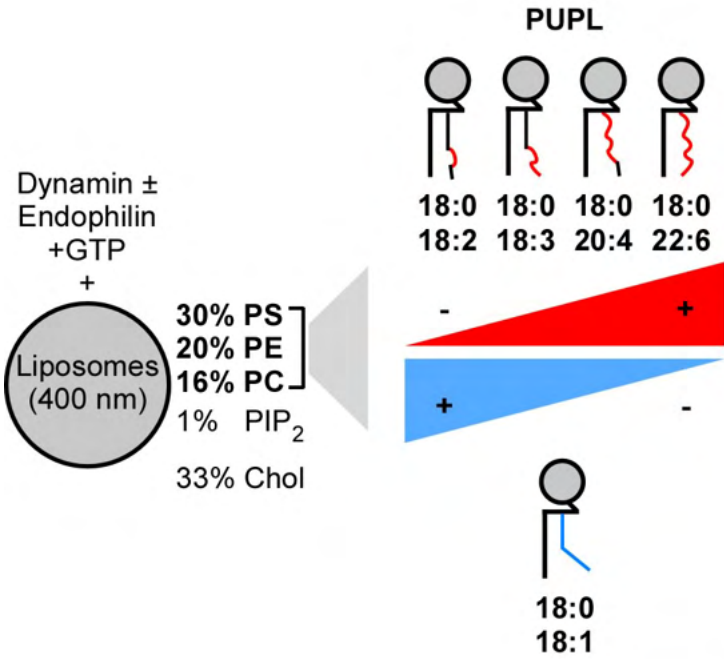 PUPL
18:0 18:0 18:0 18:0
18:2 18:3 20:4 22:6
Dynamin ±
Endophilin
+GTP
+
Liposomes
(400 nm)
30% PS
20% PE
16% PC
1% PIP2
33% Chol
- +
+ -
18:0
18:1